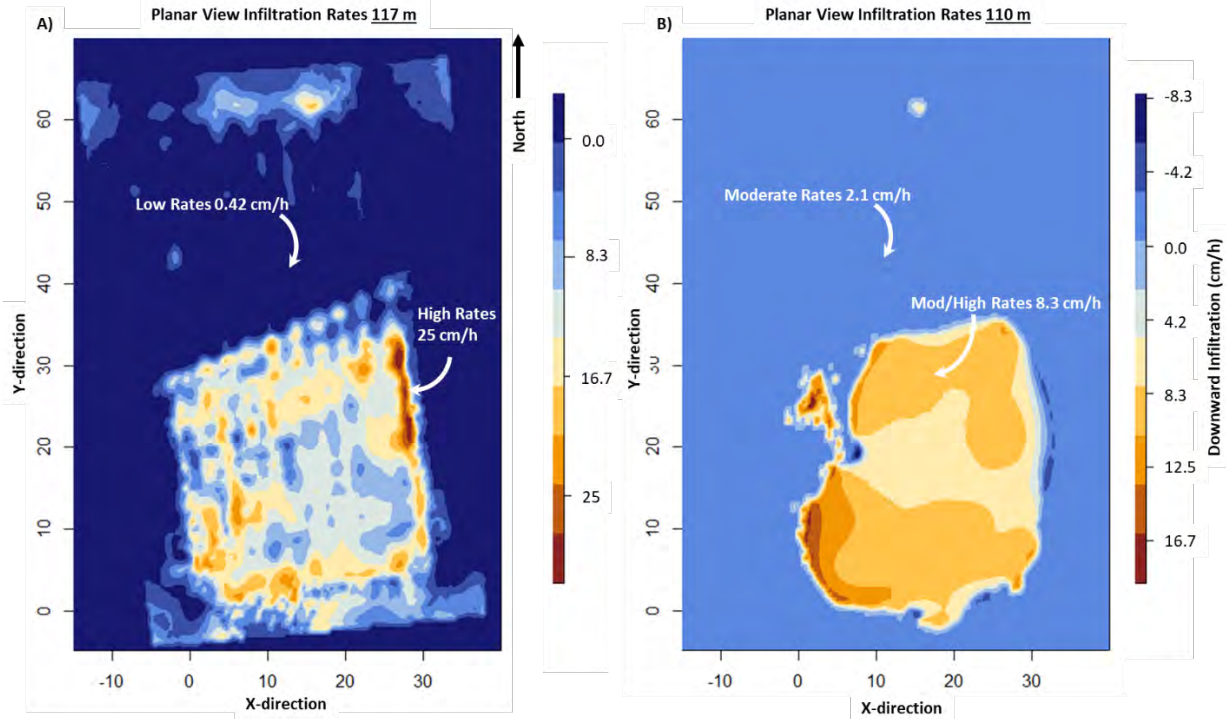 A)
Planar View Infiltration Rates 117 m
North
Low Rates 0.42 cm/h
High Rates
25 cm/h
Y-direction
60
50
40
30
20
10
0
-10
0
10
20
30
X-direction
0.0
8.3
16.7
25
B)
Planar View Infiltration Rates 110 m
Moderate Rates 2.1 cm/h
Mod/High Rates 8.3 cm/h
Y-direction
60
50
40
30
20
10
0
-10
0
10
20
30
X-direction
-8.3
-4.2
0.0
4.2
8.3
12.5
16.7
Downward Infiltration (cm/h)